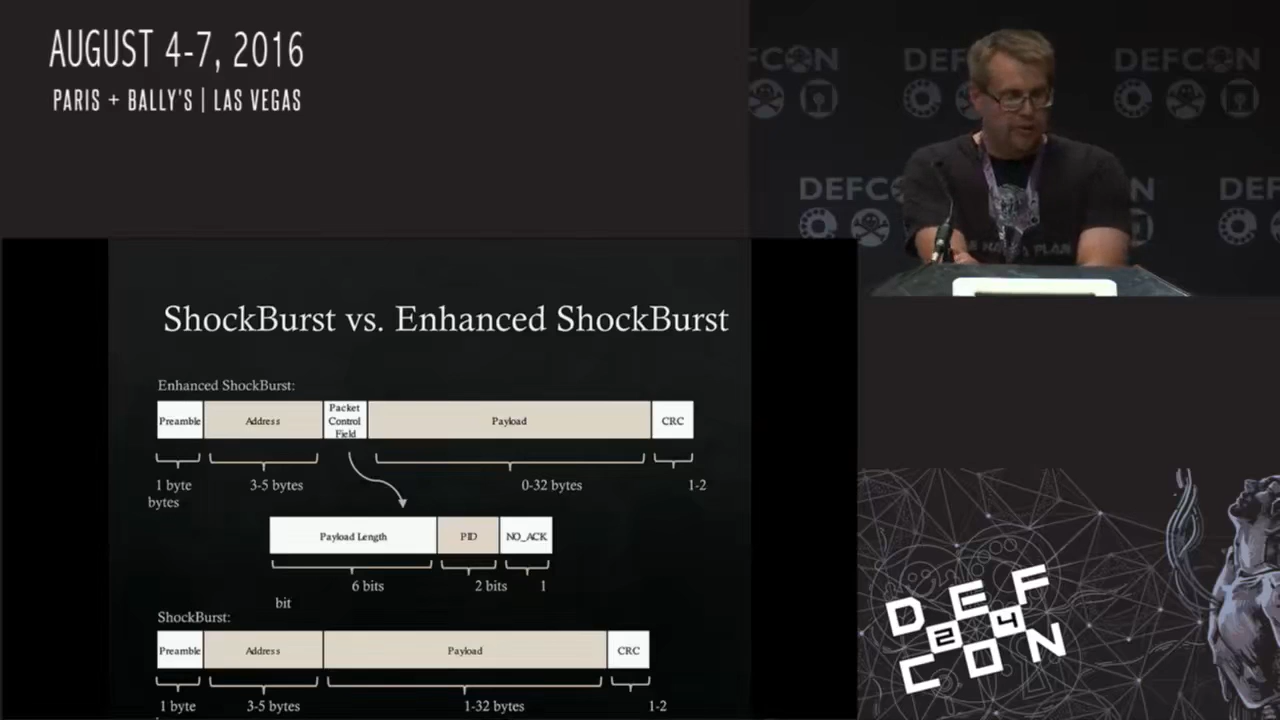 AUGUST 4-7, 2016
PARIS + BALLY'S | LAS VEGAS
DEFCON
DEFCON
DEFCON
ShockBurst vs. Enhanced ShockBurst
Enhanced ShockBurst:
Preamble Address Packet Control Field Payload CRC
1 byte 3-5 bytes 0-32 bytes 1-2
bytes
Payload Length PID NO_ACK
6 bits 2 bits 1
bit
ShockBurst:
Preamble Address Payload CRC
1 byte 3-5 bytes 1-32 bytes 1-2
DEF
24
CON